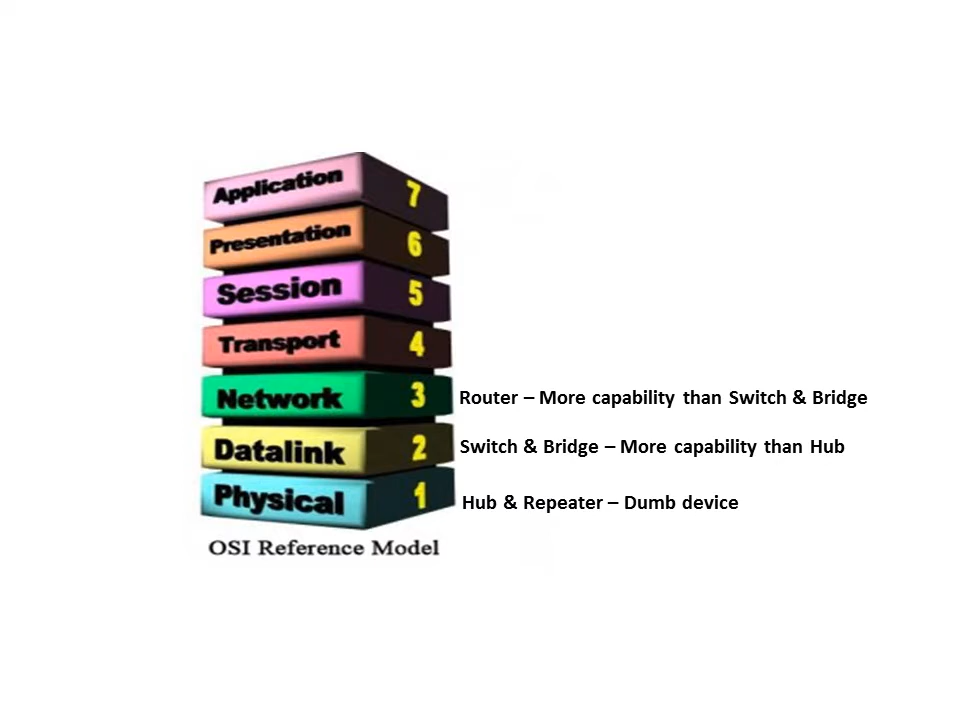 Application 7
Presentation 6
Session 5
Transport 4
Network 3 Router – More capability than Switch & Bridge
Datalink 2 Switch & Bridge – More capability than Hub
Physical 1 Hub & Repeater – Dumb device
OSI Reference Model